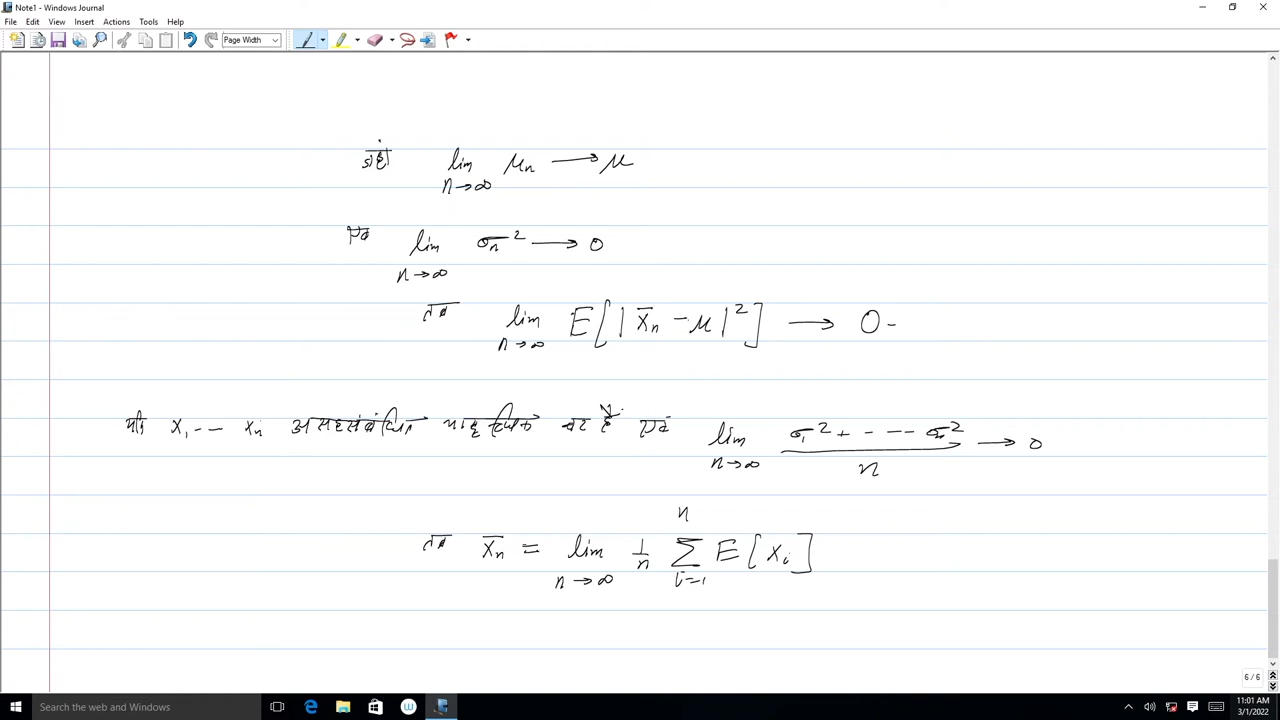 Note1 - Windows Journal
File Edit View Insert Actions Tools Help
Page Width
जहाँ lim n→∞ μn → μ
एवं lim n→∞ σn² → 0
तब lim n→∞ E[|X̄n - μ|²] → 0
यदि x1 --- xn असहसंबंधित यादृच्छिक चर हैं एवं lim n→∞ (σ1² + - -- σn²)/n → 0
तब X̄n = lim n→∞ 1/n Σ i=1 n E[Xi]
6 / 6
Search the web and Windows
11:01 AM
3/1/2022